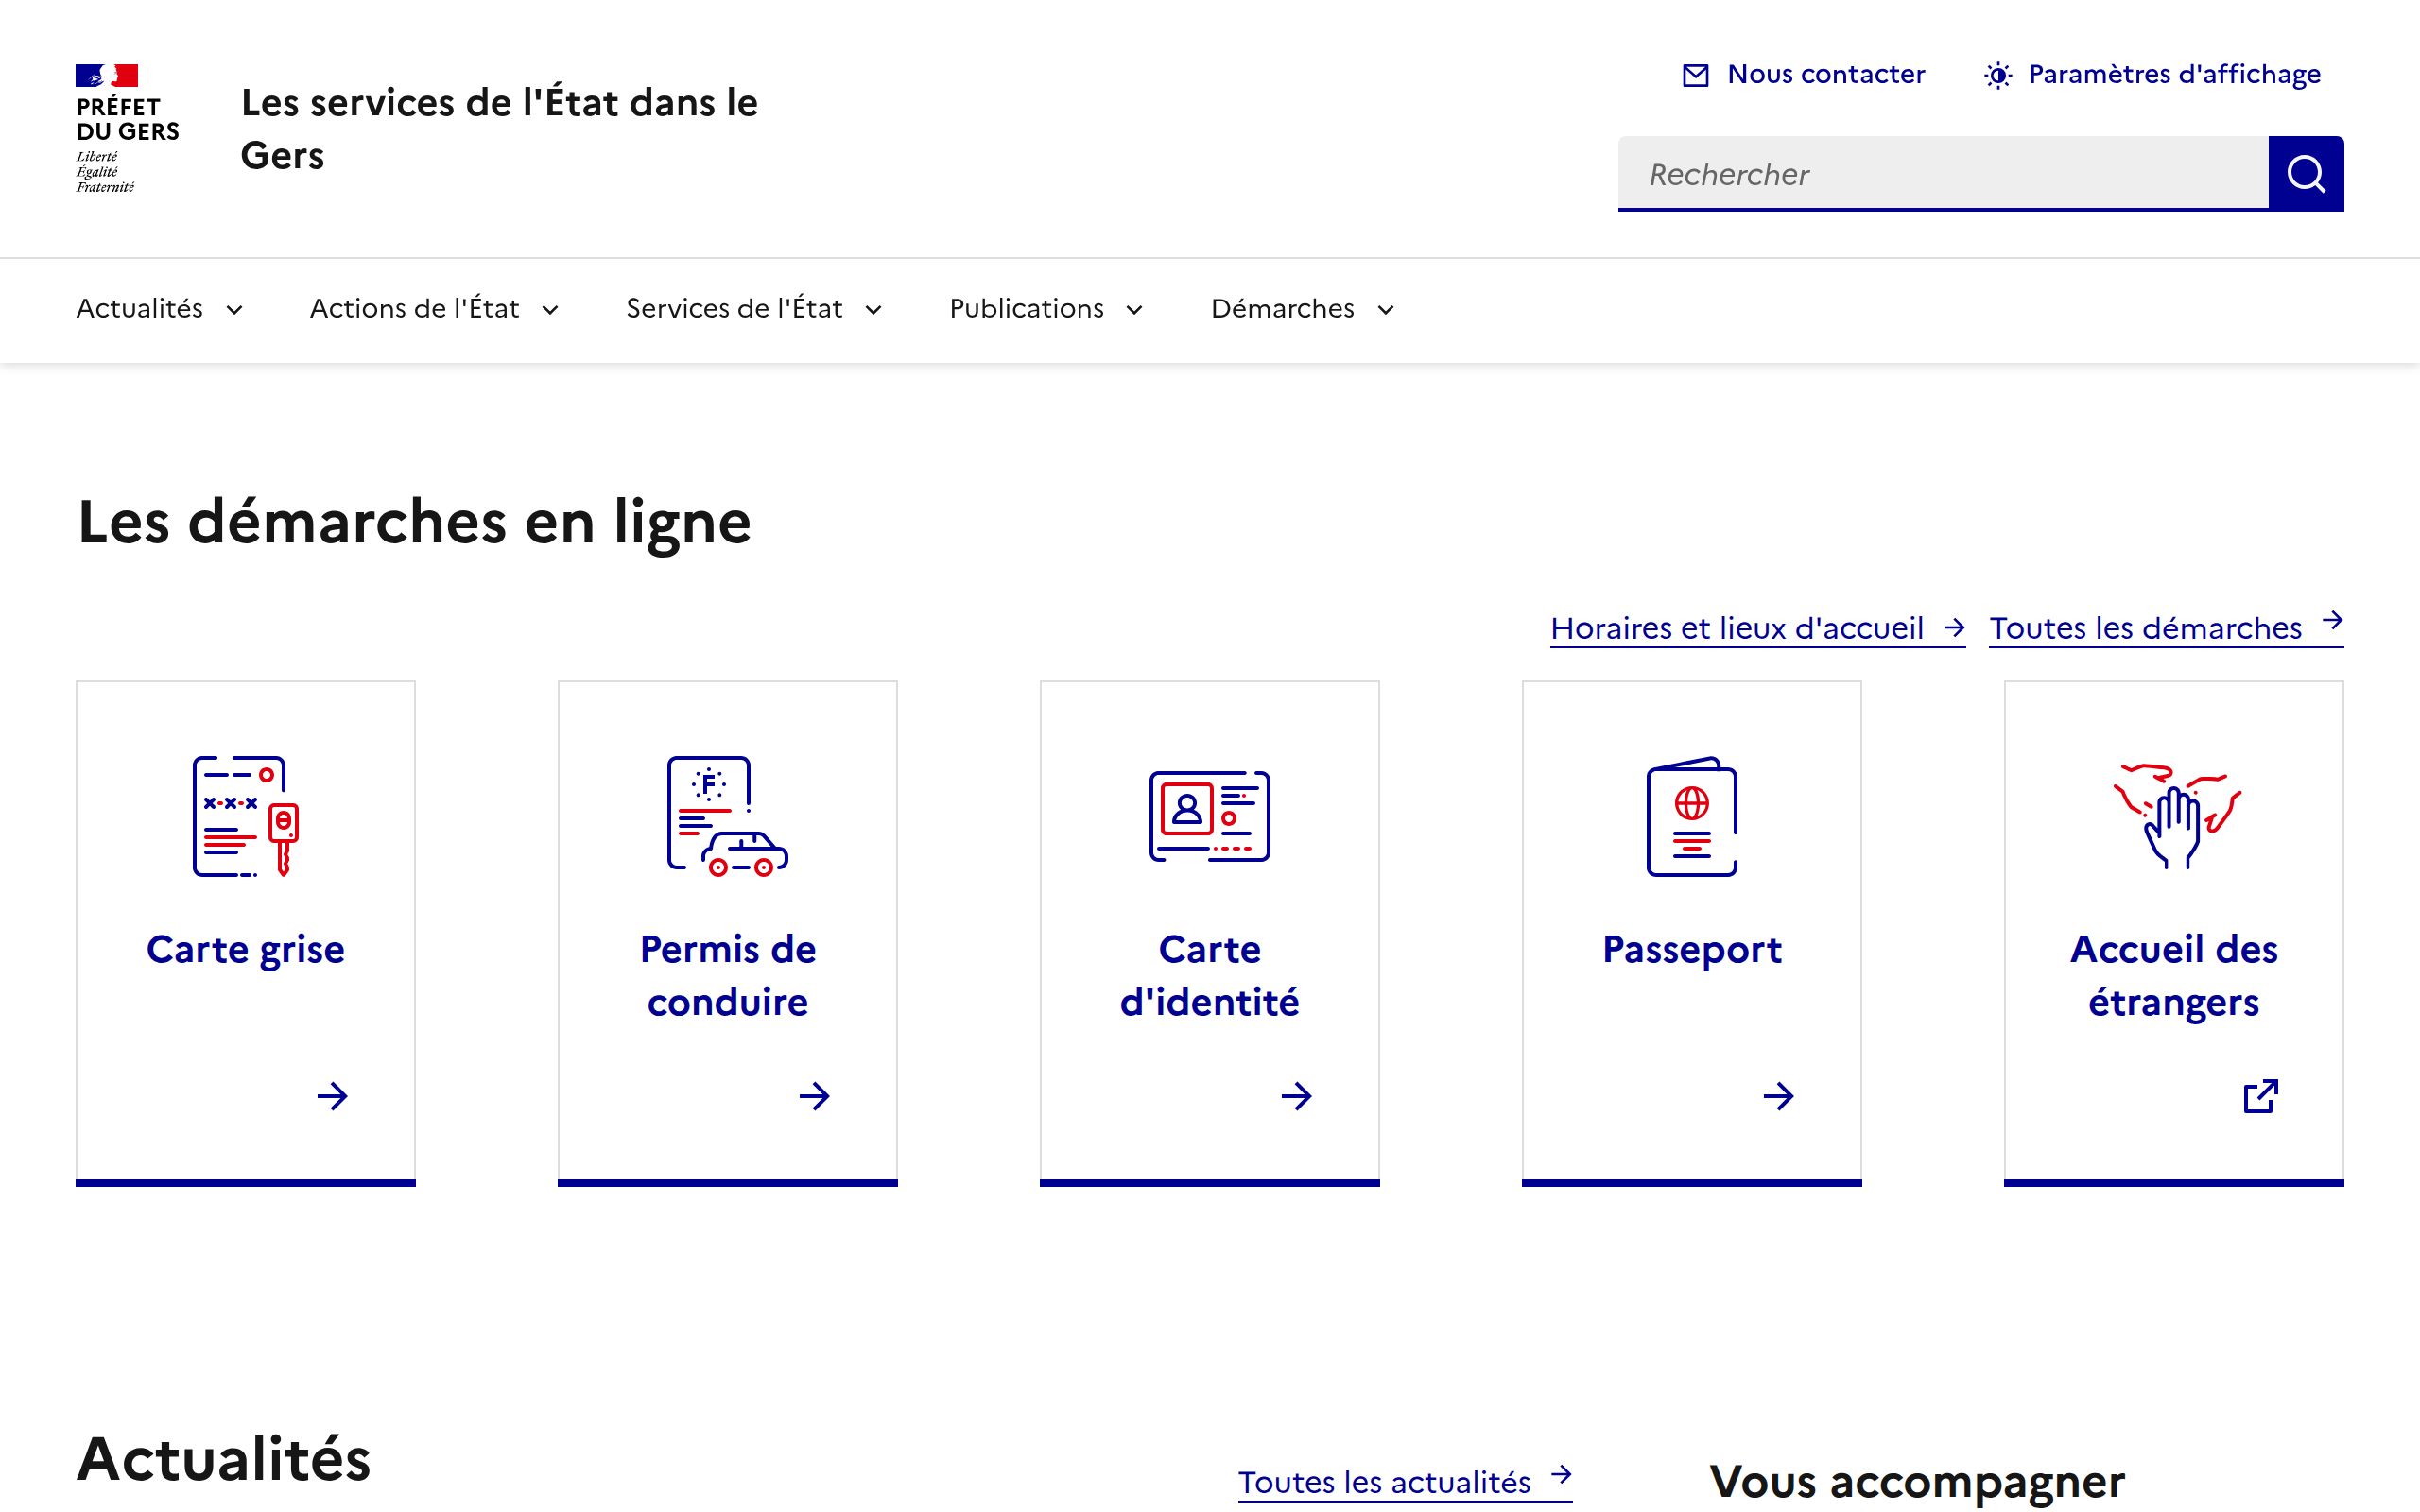 PRÉFET
DU GERS
Liberté
Égalité
Fraternité
Les services de l'État dans le
Gers
Nous contacter
Paramètres d'affichage
Rechercher
Actualités
Actions de l'État
Services de l'État
Publications
Démarches
Les démarches en ligne
Horaires et lieux d'accueil
Toutes les démarches
Carte grise
F
Permis de
conduire
Carte
d'identité
Passeport
Accueil des
étrangers
Actualités
Toutes les actualités
Vous accompagner